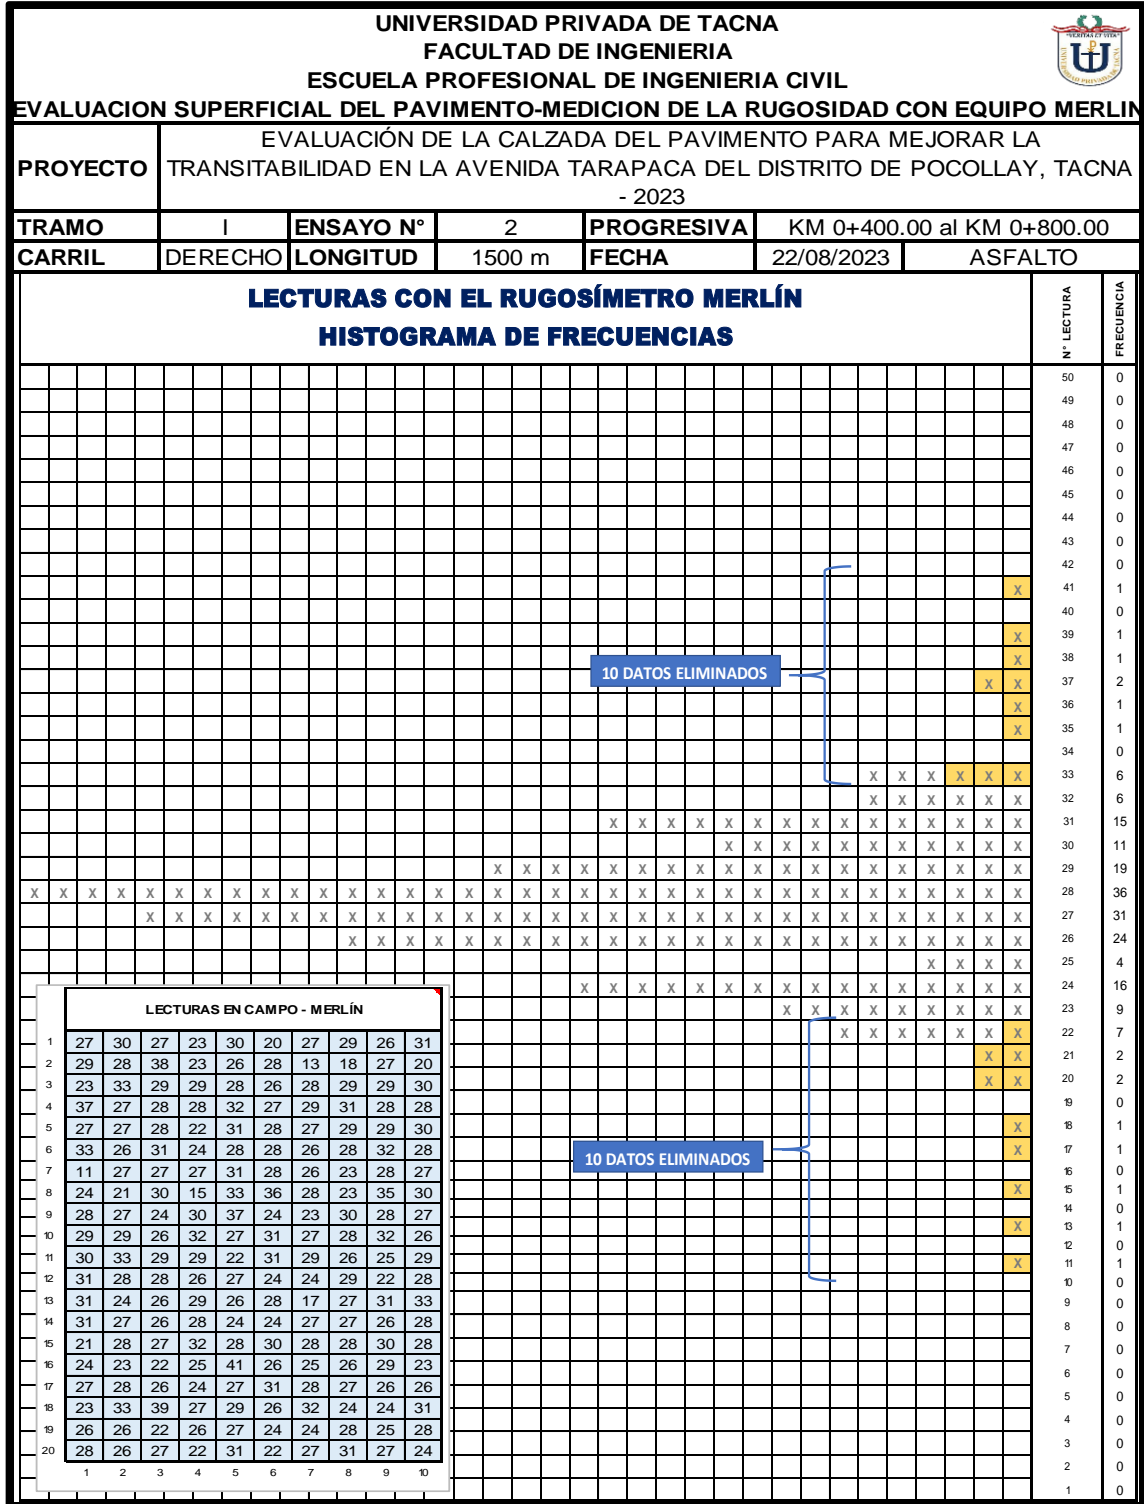 UNIVERSIDAD PRIVADA DE TACNA
FACULTAD DE INGENIERIA
ESCUELA PROFESIONAL DE INGENIERIA CIVIL
EVALUACION SUPERFICIAL DEL PAVIMENTO-MEDICION DE LA RUGOSIDAD CON EQUIPO MERLIN
PROYECTO
EVALUACIÓN DE LA CALZADA DEL PAVIMENTO PARA MEJORAR LA
TRANSITABILIDAD EN LA AVENIDA TARAPACA DEL DISTRITO DE POCOLLAY, TACNA
- 2023
TRAMO I ENSAYO N° 2 PROGRESIVA KM 0+400.00 al KM 0+800.00
CARRIL DERECHO LONGITUD 1500 m FECHA 22/08/2023 ASFALTO
LECTURAS CON EL RUGOSÍMETRO MERLÍN
HISTOGRAMA DE FRECUENCIAS
N° LECTURA FRECUENCIA
50 0
49 0
48 0
47 0
46 0
45 0
44 0
43 0
42 0
X 41 1
40 0
X 39 1
X 38 1
10 DATOS ELIMINADOS
X X 37 2
X 36 1
X 35 1
34 0
X X X X X X 33 6
X X X X X X 32 6
X X X X X X X X X X X X X X X 31 15
X X X X X X X X X X X 30 11
X X X X X X X X X X X X X X X X X X X 29 19
X X X X X X X X X X X X X X X X X X X X X X X X X X X X X X X X X X X 28 36
X X X X X X X X X X X X X X X X X X X X X X X X X X X X X X X 27 31
X X X X X X X X X X X X X X X X X X X X X X X X 26 24
X X X X 25 4
X X X X X X X X X X X X X X X X 24 16
X X X X X X X X X 23 9
X X X X X X X 22 7
X X 21 2
X X 20 2
19 0
X 18 1
X 17 1
10 DATOS ELIMINADOS
16 0
X 15 1
14 0
X 13 1
12 0
X 11 1
10 0
9 0
8 0
7 0
6 0
5 0
4 0
3 0
2 0
1 0
LECTURAS EN CAMPO - MERLÍN
1 27 30 27 23 30 20 27 29 26 31
2 29 28 38 23 26 28 13 18 27 20
3 23 33 29 29 28 26 28 29 29 30
4 37 27 28 28 32 27 29 31 28 28
5 27 27 28 22 31 28 27 29 29 30
6 33 26 31 24 28 28 26 28 32 28
7 11 27 27 27 31 28 26 23 28 27
8 24 21 30 15 33 36 28 23 35 30
9 28 27 24 30 37 24 23 30 28 27
10 29 29 26 32 27 31 27 28 32 26
11 30 33 29 29 22 31 29 26 25 29
12 31 28 28 26 27 24 24 29 22 28
13 31 24 26 29 26 28 17 27 31 33
14 31 27 26 28 24 24 27 27 26 28
15 21 28 27 32 28 30 28 28 30 28
16 24 23 22 25 41 26 25 26 29 23
17 27 28 26 24 27 31 28 27 26 26
18 23 33 39 27 29 26 32 24 24 31
19 26 26 22 26 27 24 24 28 25 28
20 28 26 27 22 31 22 27 31 27 24
1 2 3 4 5 6 7 8 9 10